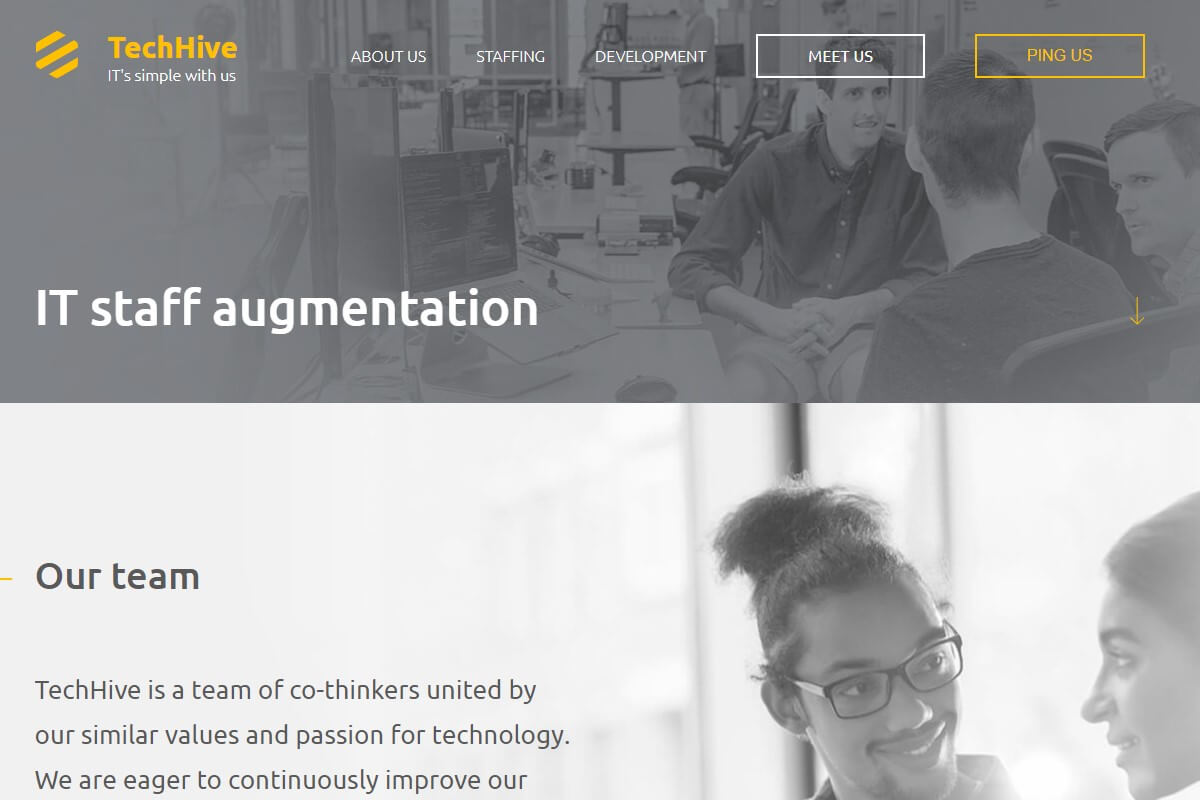 TechHive
IT's simple with us
ABOUT US
STAFFING
DEVELOPMENT
MEET US
PING US
IT staff augmentation
Our team
TechHive is a team of co-thinkers united by
our similar values and passion for technology.
We are eager to continuously improve our